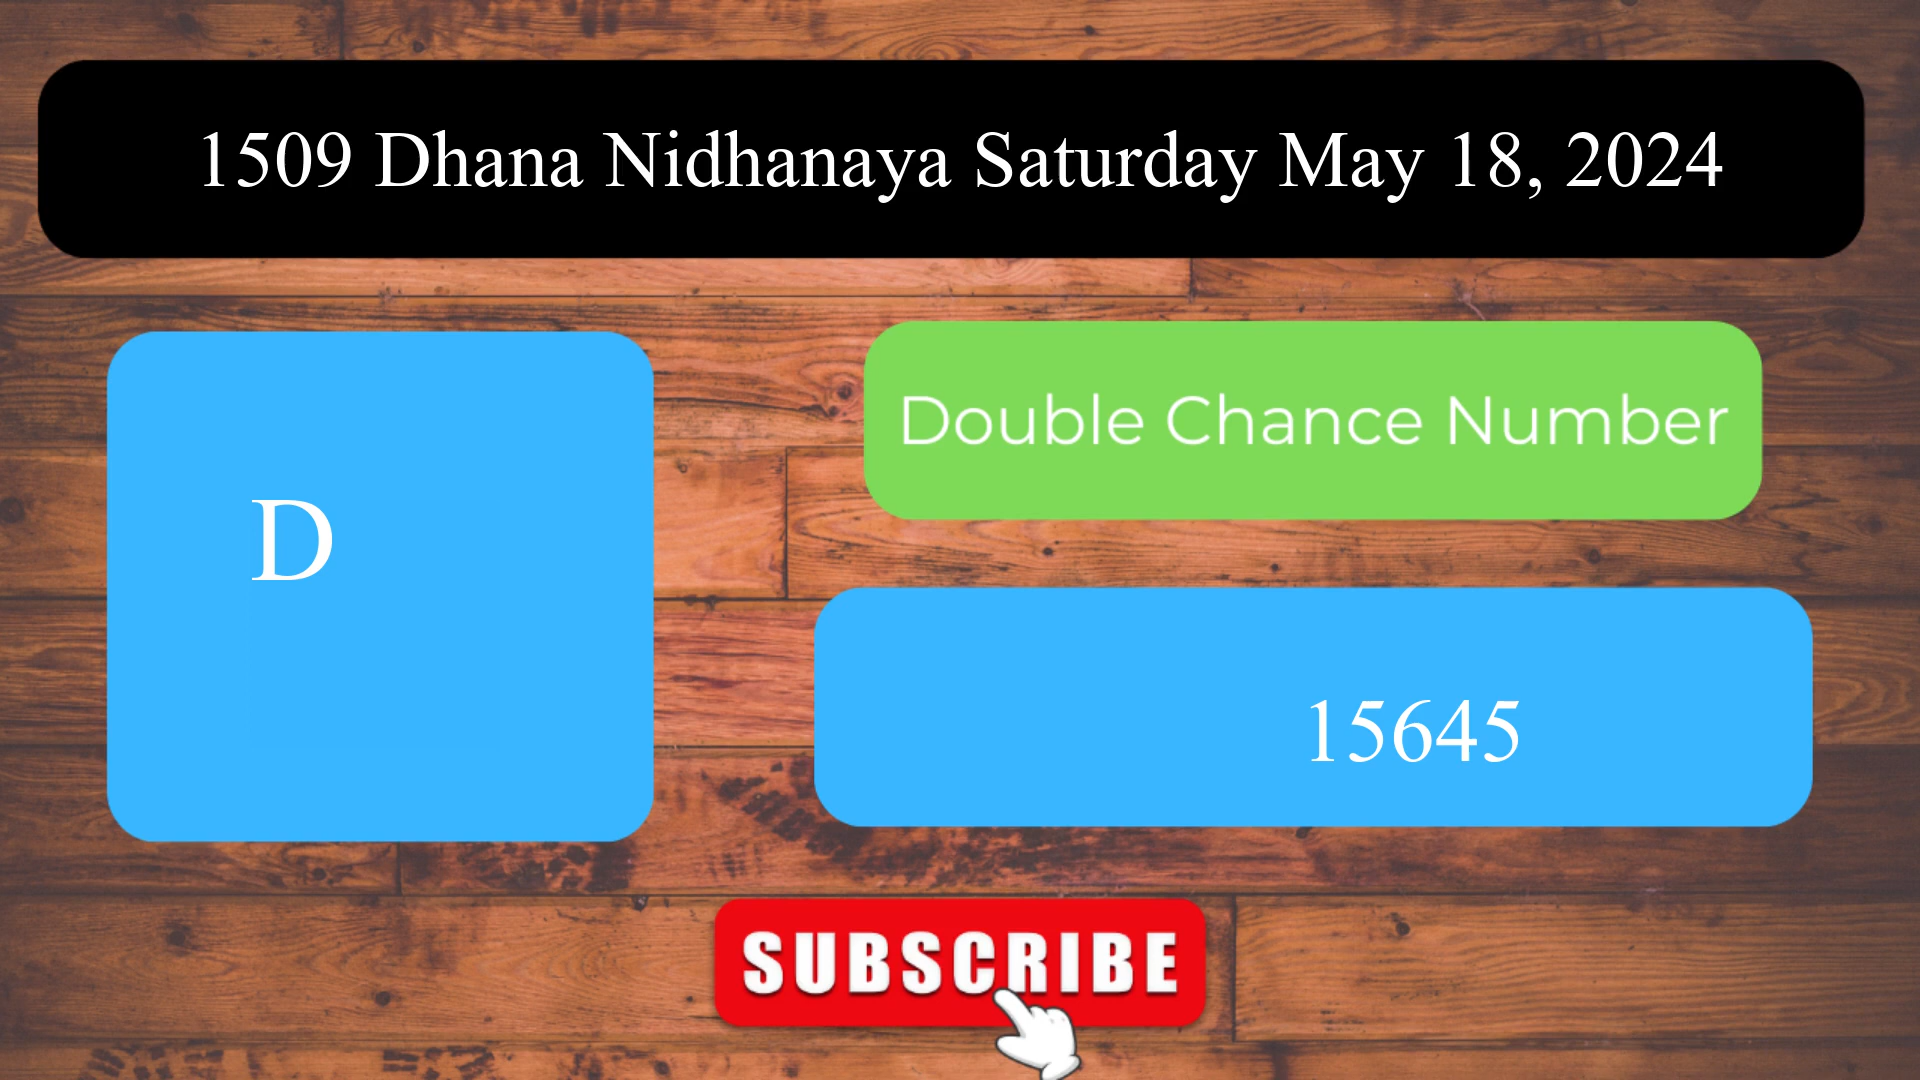 1509 Dhana Nidhanaya Saturday May 18, 2024
Double Chance Number
D
15645
SUBSCRIBE